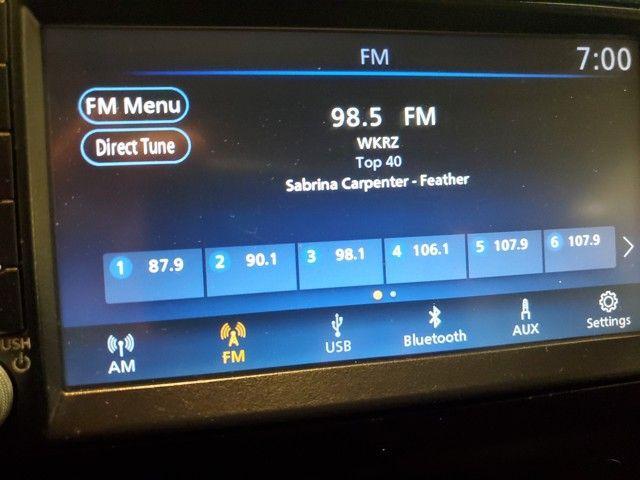 FM
7:00
FM Menu
Direct Tune
98.5 FM
WKRZ
Top 40
Sabrina Carpenter - Feather
1 87.9
2 90.1
3 98.1
4 106.1
5 107.9
6 107.9
AM
FM
USB
Bluetooth
AUX
Settings
USH